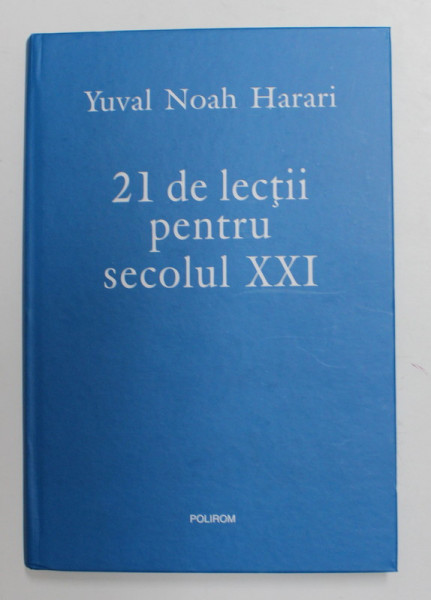 Yuval Noah Harari
21 de lecţii
pentru
secolul XXI
POLIROM